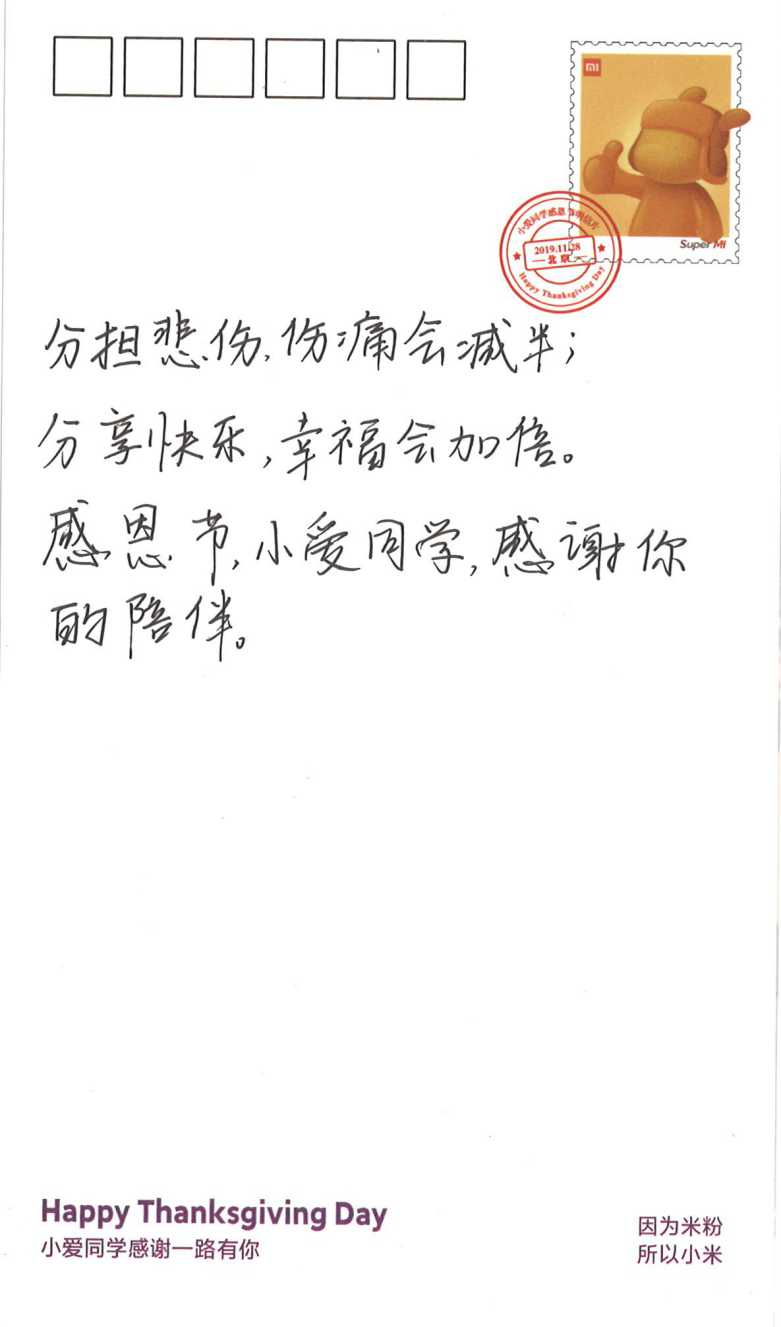 MI
Super Mi
小爱同学感恩节明信片
2019.11.28
北京
Happy Thanksgiving Day
分担悲伤,伤痛会减半;
分享快乐,幸福会加倍。
感恩节,小爱同学,感谢你
的陪伴。
Happy Thanksgiving Day
小爱同学感谢一路有你
因为米粉
所以小米